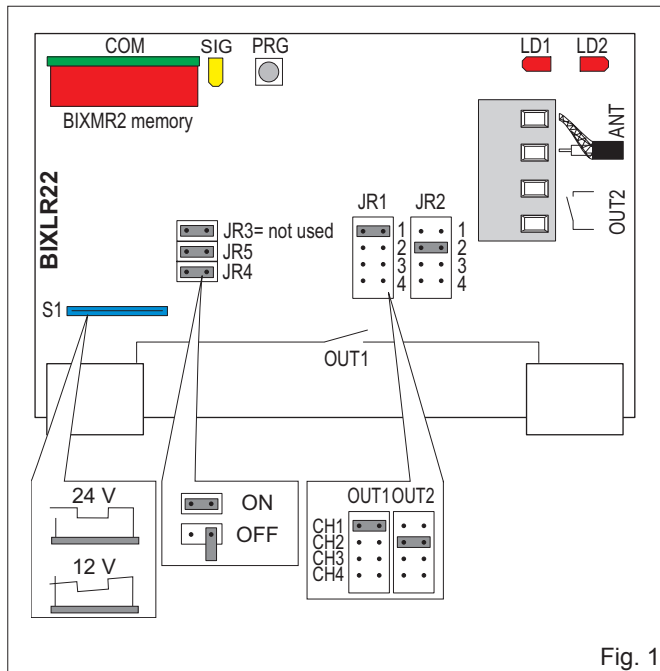 COM
SIG
PRG
LD1
LD2
BIXMR2 memory
ANT
BIXLR22
JR1
JR2
OUT2
JR3= not used
JR5
JR4
1
2
3
4
1
2
3
4
S1
OUT1
24 V
12 V
ON
OFF
OUT1 OUT2
CH1
CH2
CH3
CH4
Fig. 1